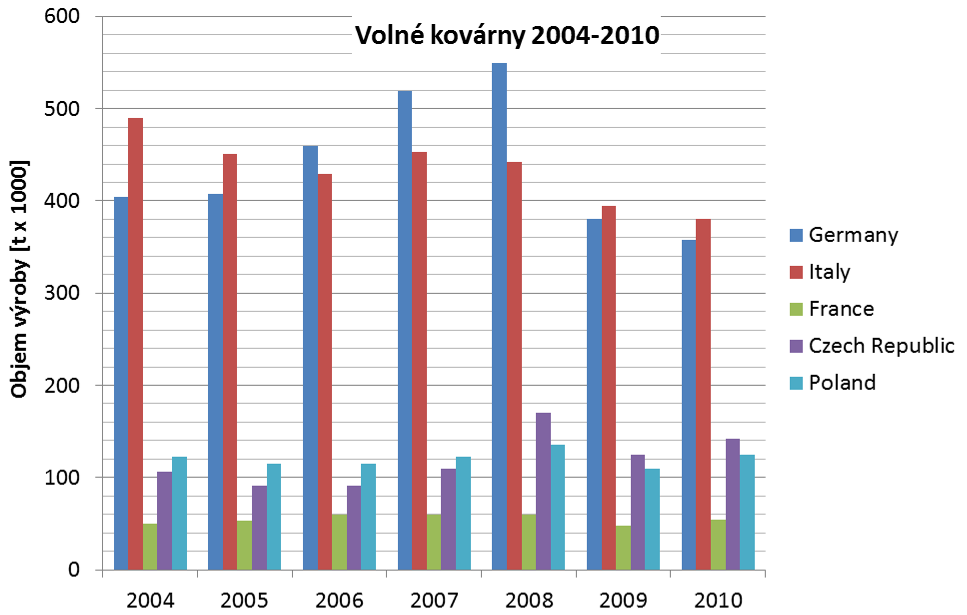 Volné kovárny 2004-2010
Objem výroby [t x 1000]
600
500
400
300
200
100
0
2004 2005 2006 2007 2008 2009 2010
Germany
Italy
France
Czech Republic
Poland